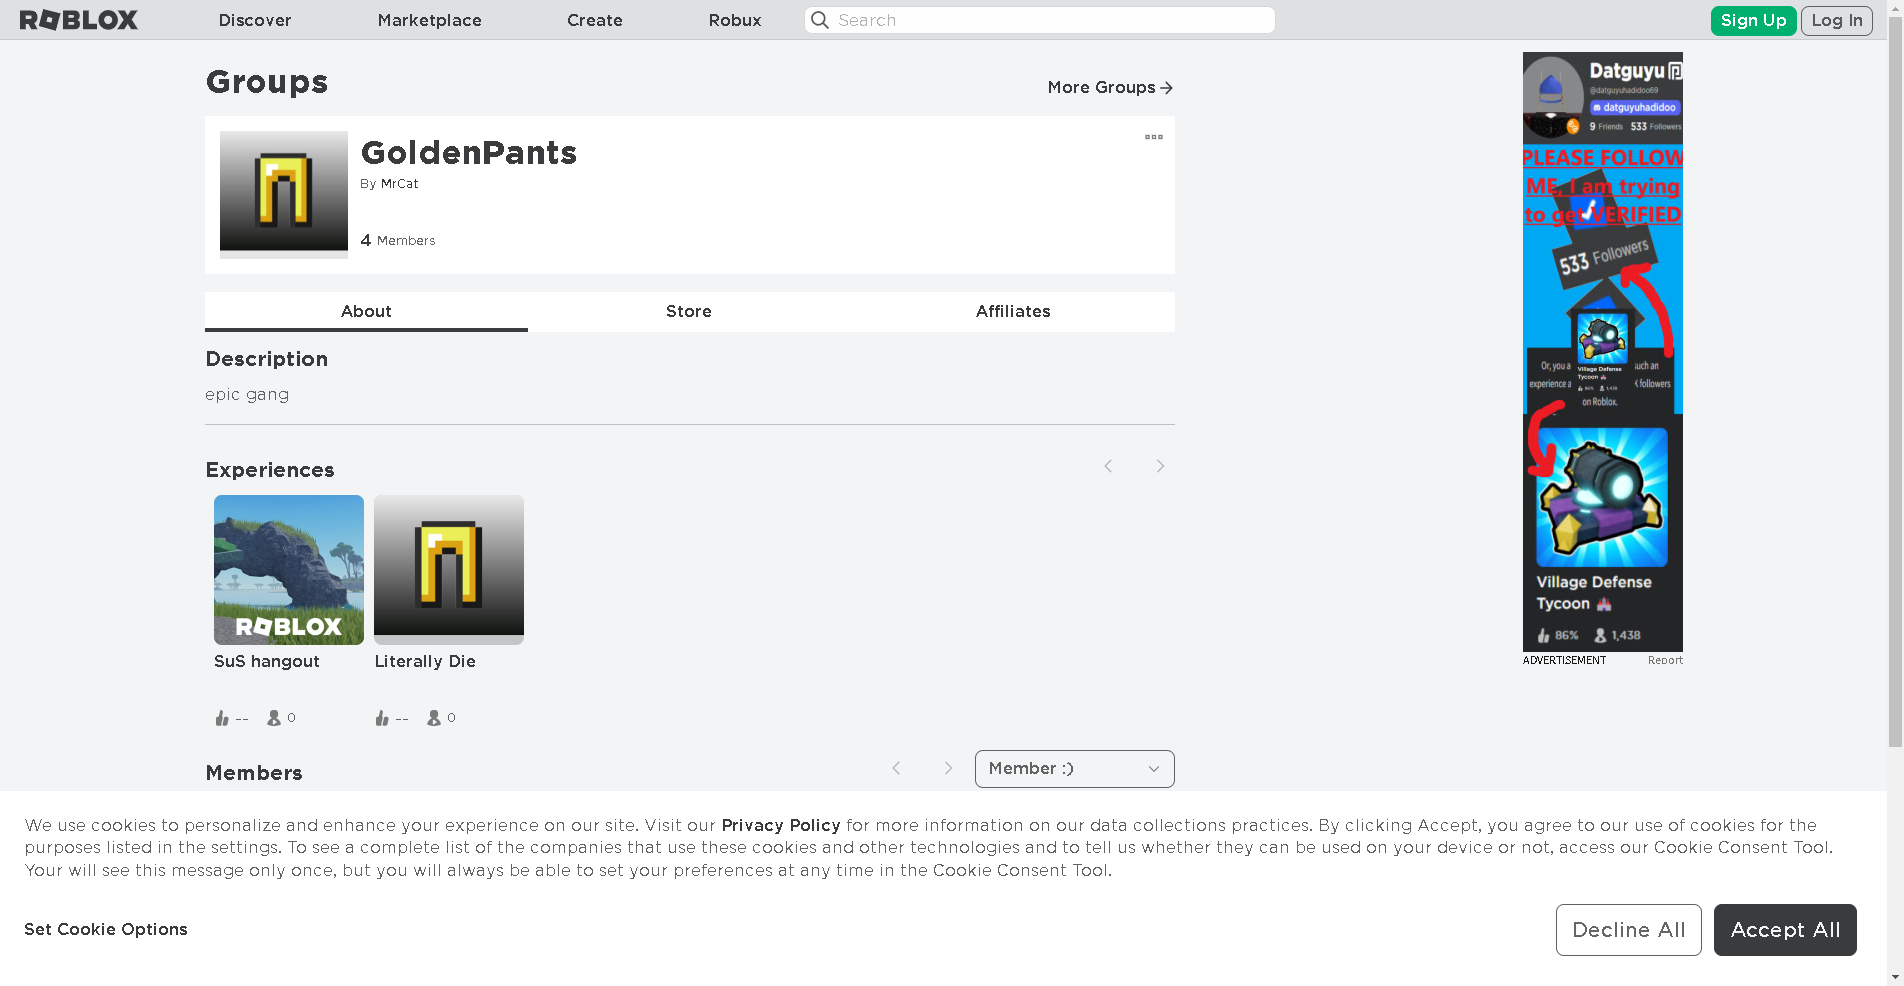 ROBLOX
Discover
Marketplace
Create
Robux
Search
Sign Up
Log In
Groups
More Groups
GoldenPants
By MrCat
4 Members
About
Store
Affiliates
Description
epic gang
Experiences
ROBLOX
SuS hangout
Literally Die
-- 0
-- 0
Members
Member :)
Datguyu
@datguyuhadidoo69
datguyuhadidoo
9 Friends 533 Followers
PLEASE FOLLOW
ME, I am trying
to get VERIFIED
533 Followers
Or, you a
such an
experience a
K followers
on Roblox.
Village Defense
Tycoon
86% 1,438
Village Defense
Tycoon
86% 1,438
ADVERTISEMENT
Report
We use cookies to personalize and enhance your experience on our site. Visit our Privacy Policy for more information on our data collections practices. By clicking Accept, you agree to our use of cookies for the
purposes listed in the settings. To see a complete list of the companies that use these cookies and other technologies and to tell us whether they can be used on your device or not, access our Cookie Consent Tool.
Your will see this message only once, but you will always be able to set your preferences at any time in the Cookie Consent Tool.
Set Cookie Options
Decline All
Accept All